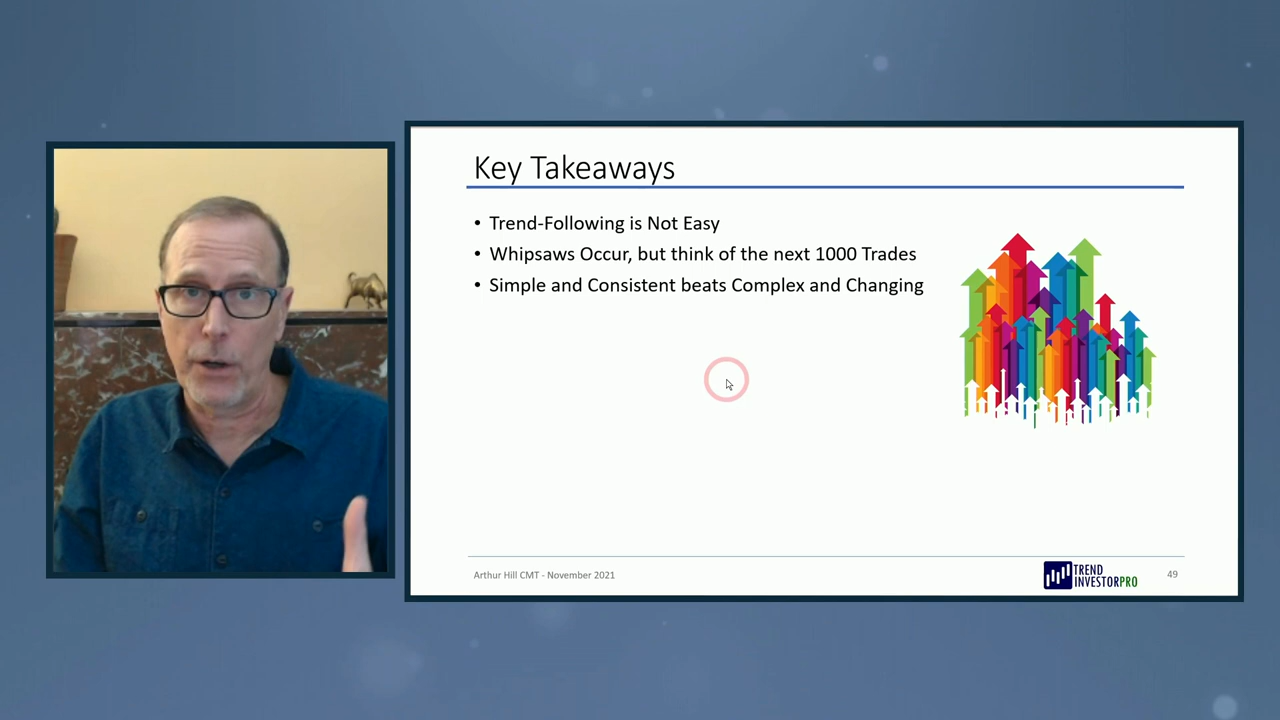 Key Takeaways
• Trend-Following is Not Easy
• Whipsaws Occur, but think of the next 1000 Trades
• Simple and Consistent beats Complex and Changing
Arthur Hill CMT - November 2021
TREND
INVESTORPRO
49